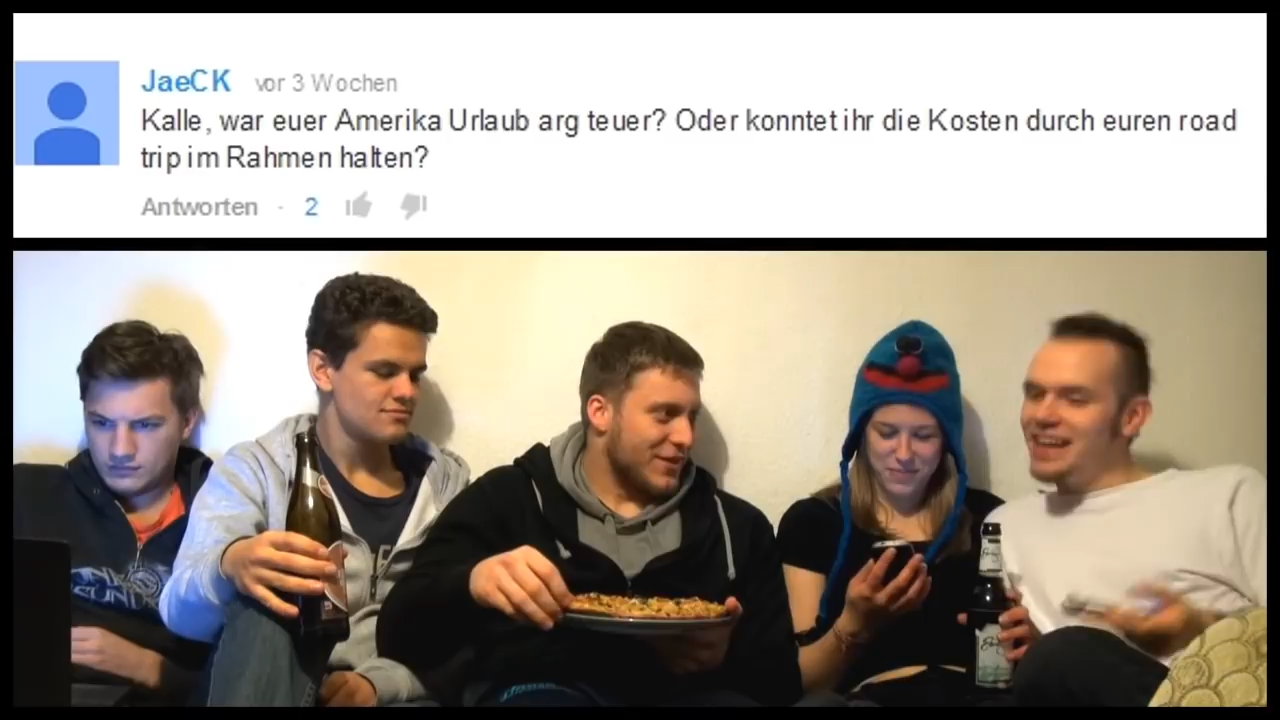 JaeCK vor 3 Wochen
Kalle, war euer Amerika Urlaub arg teuer? Oder konntet ihr die Kosten durch euren road
trip im Rahmen halten?
Antworten · 2